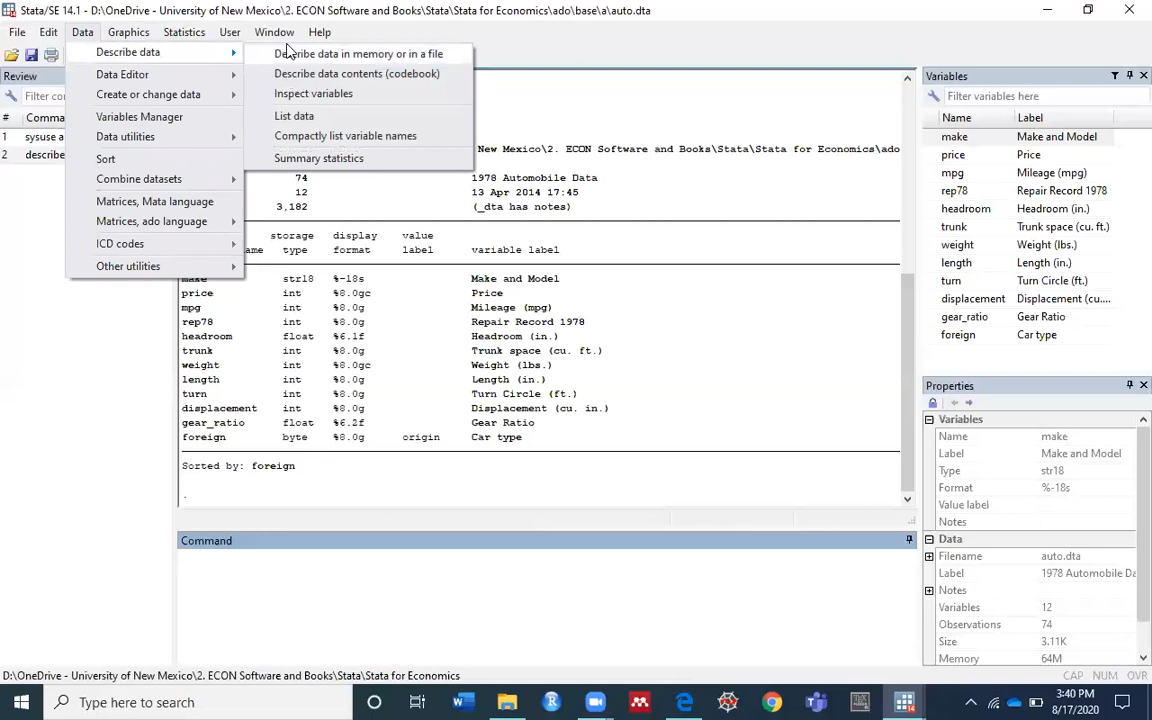 Stata/SE 14.1 - D:\OneDrive - University of New Mexico\2. ECON Software and Books\Stata\Stata for Economics\ado\base\a\auto.dta
File Edit Data Graphics Statistics User Window Help
Describe data
Data Editor
Create or change data
Variables Manager
Data utilities
Sort
Combine datasets
Matrices, Mata language
Matrices, ado language
ICD codes
Other utilities
Describe data in memory or in a file
Describe data contents (codebook)
Inspect variables
List data
Compactly list variable names
Summary statistics
Review
Filter co
# Comma
1 sysuse a
2 describe
New Mexico\2. ECON Software and Books\Stata\Stata for Economics\ado
74 1978 Automobile Data
12 13 Apr 2014 17:45
3,182 (_dta has notes)
storage display value
ame type format label variable label
make str18 %-18s Make and Model
price int %8.0gc Price
mpg int %8.0g Mileage (mpg)
rep78 int %8.0g Repair Record 1978
headroom float %6.1f Headroom (in.)
trunk int %8.0g Trunk space (cu. ft.)
weight int %8.0gc Weight (lbs.)
length int %8.0g Length (in.)
turn int %8.0g Turn Circle (ft.)
displacement int %8.0g Displacement (cu. in.)
gear_ratio float %6.2f Gear Ratio
foreign byte %8.0g origin Car type
Sorted by: foreign
.
Command
Variables
Filter variables here
Name Label
make Make and Model
price Price
mpg Mileage (mpg)
rep78 Repair Record 1978
headroom Headroom (in.)
trunk Trunk space (cu. ft.)
weight Weight (lbs.)
length Length (in.)
turn Turn Circle (ft.)
displacement Displacement (cu....
gear_ratio Gear Ratio
foreign Car type
Properties
Variables
Name make
Label Make and Model
Type str18
Format %-18s
Value label
Notes
Data
Filename auto.dta
Label 1978 Automobile Da
Notes
Variables 12
Observations 74
Size 3.11K
Memory 64M
D:\OneDrive - University of New Mexico\2. ECON Software and Books\Stata\Stata for Economics
CAP NUM OVR
Type here to search
3:40 PM
8/17/2020